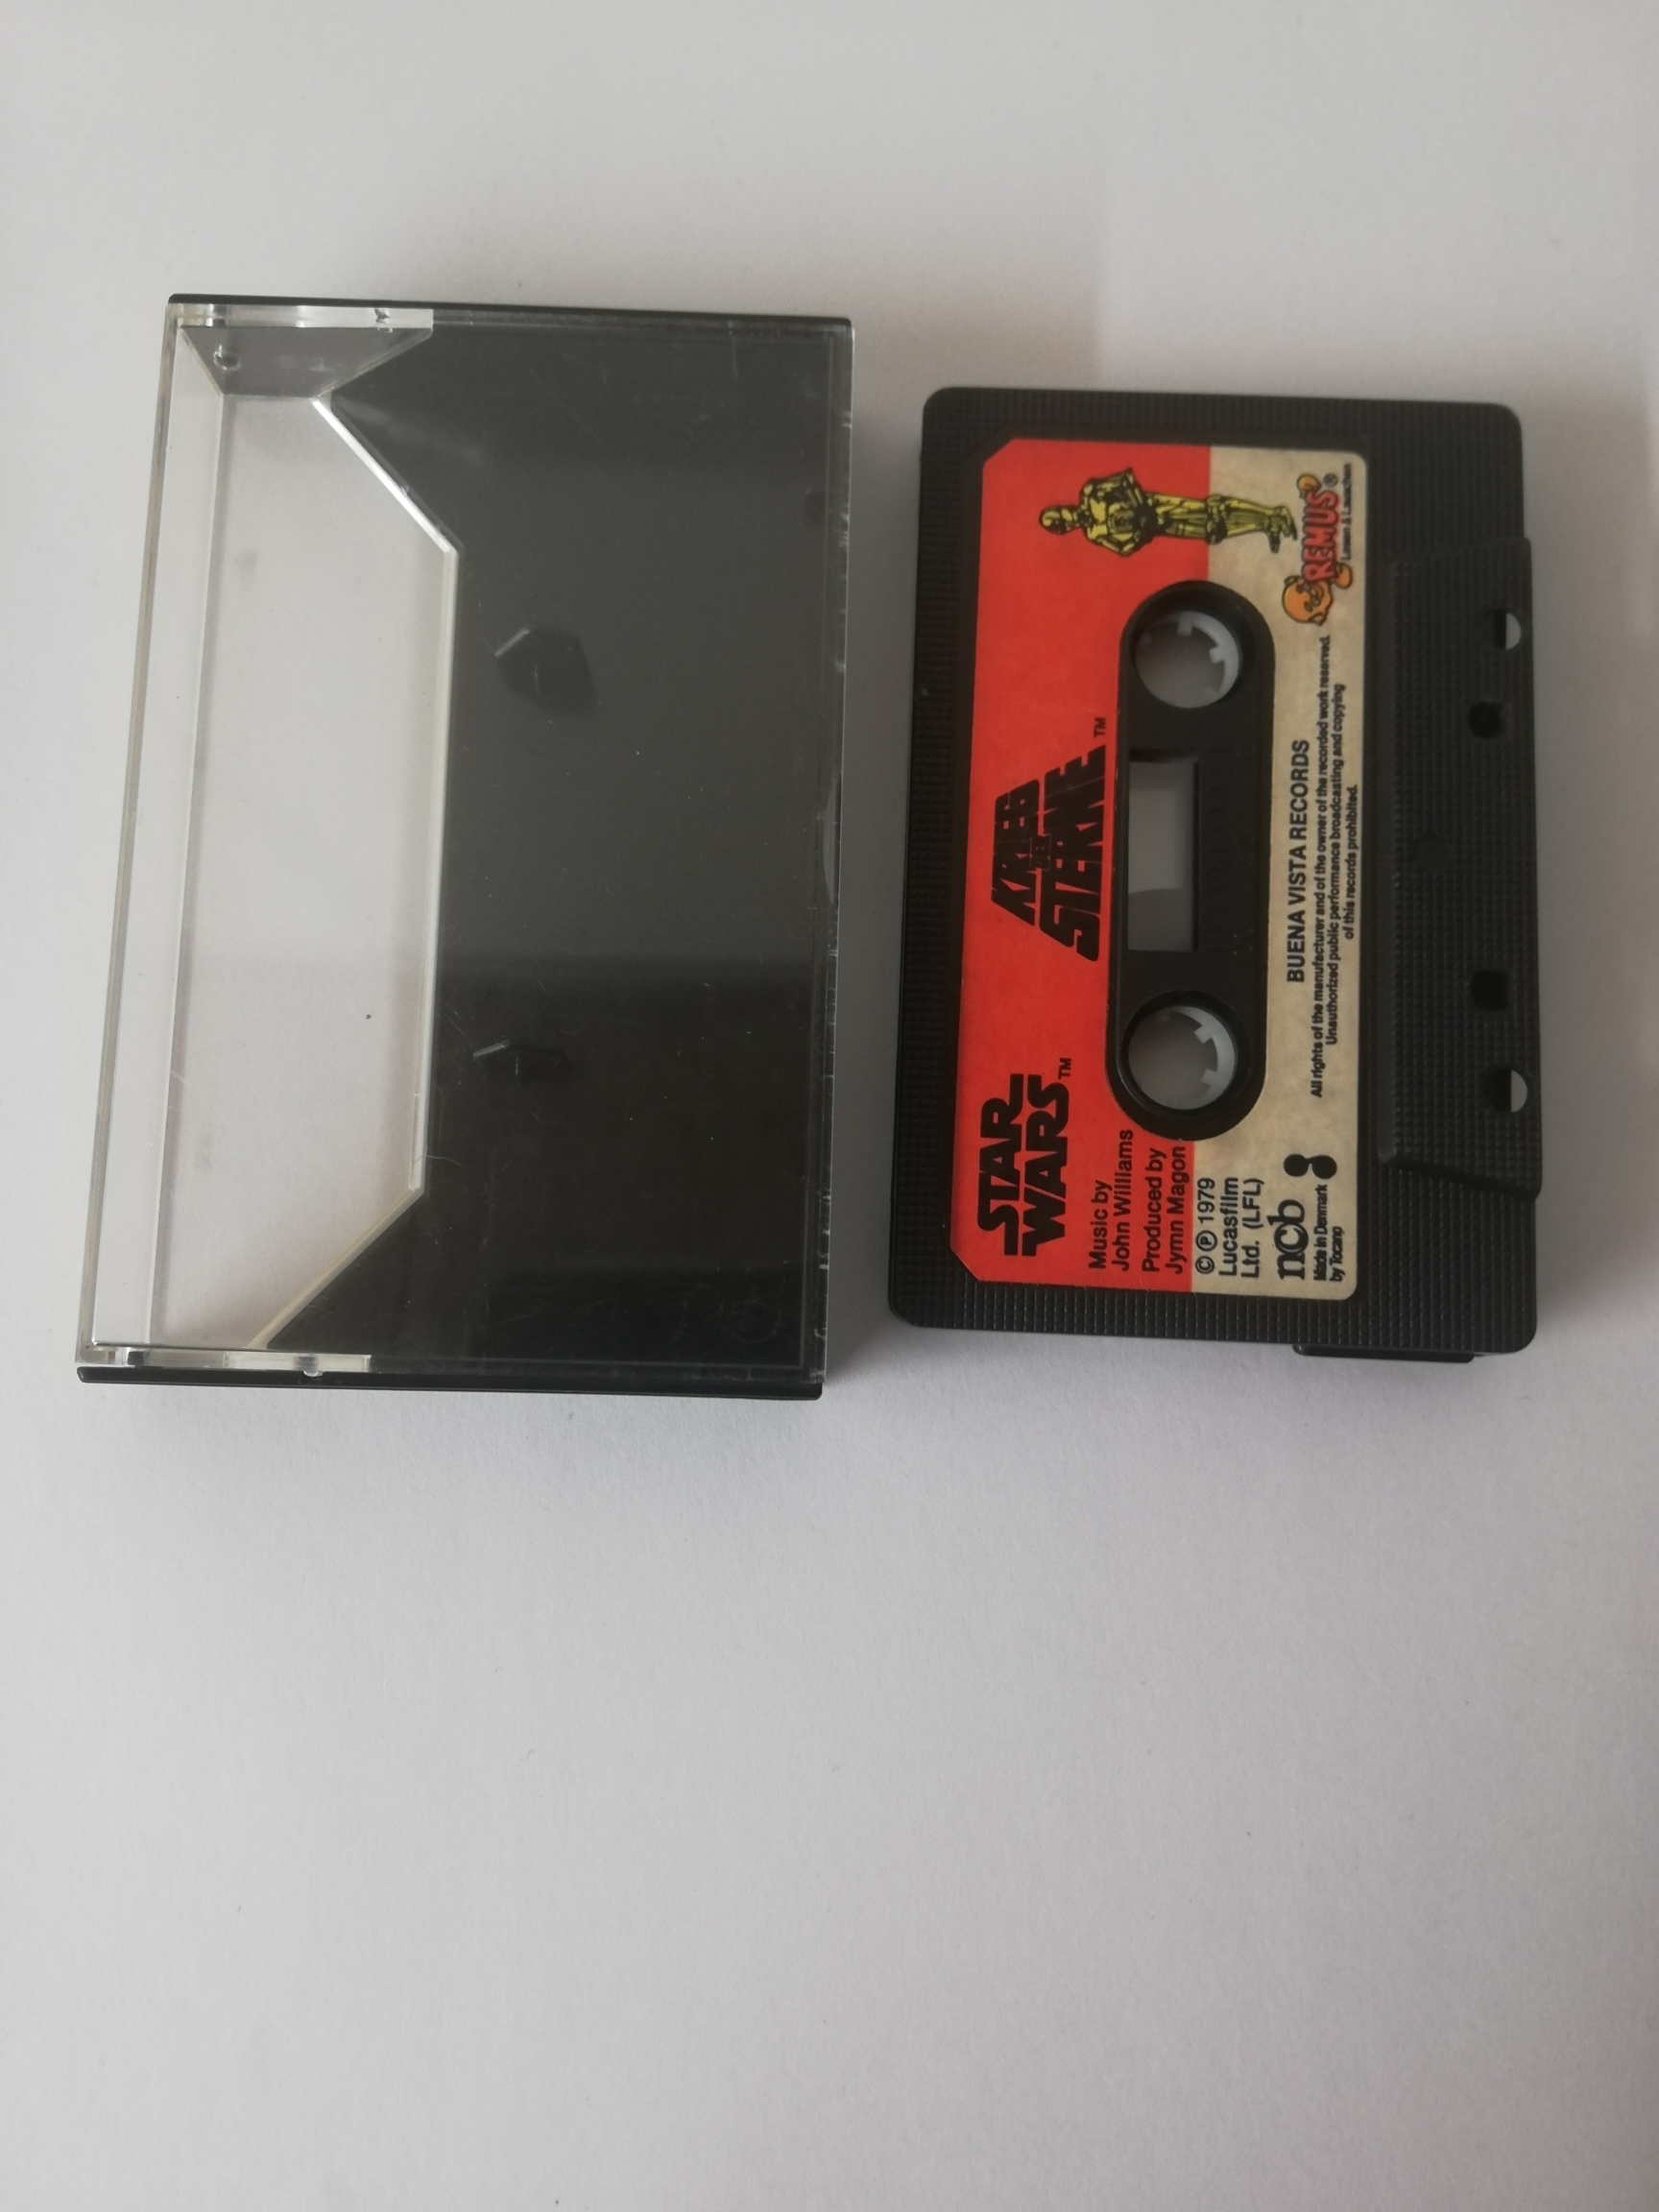 STAR
WARS™
KRIEG
DER
STERNE™
Music by
John Williams
Produced by
Jymn Magon
© ℗ 1979
Lucasfilm
Ltd. (LFL)
ncb
Made in Denmark
by Tocano
BUENA VISTA RECORDS
All rights of the manufacturer and of the owner of the recorded work reserved.
Unauthorized public performance broadcasting and copying
of this records prohibited.
REMUS®
Lesen & Lauschen